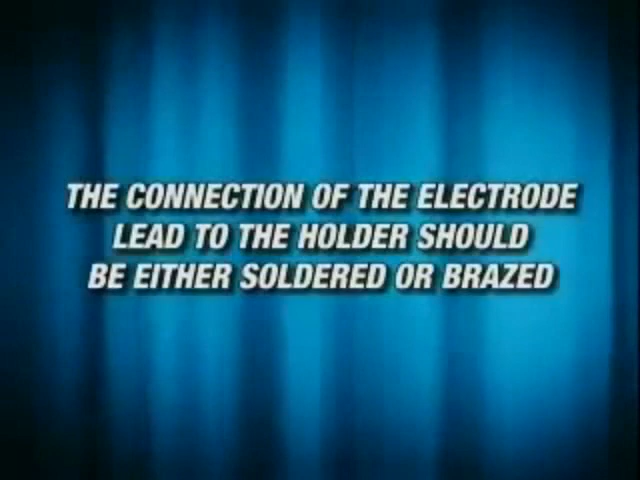 THE CONNECTION OF THE ELECTRODE
LEAD TO THE HOLDER SHOULD
BE EITHER SOLDERED OR BRAZED